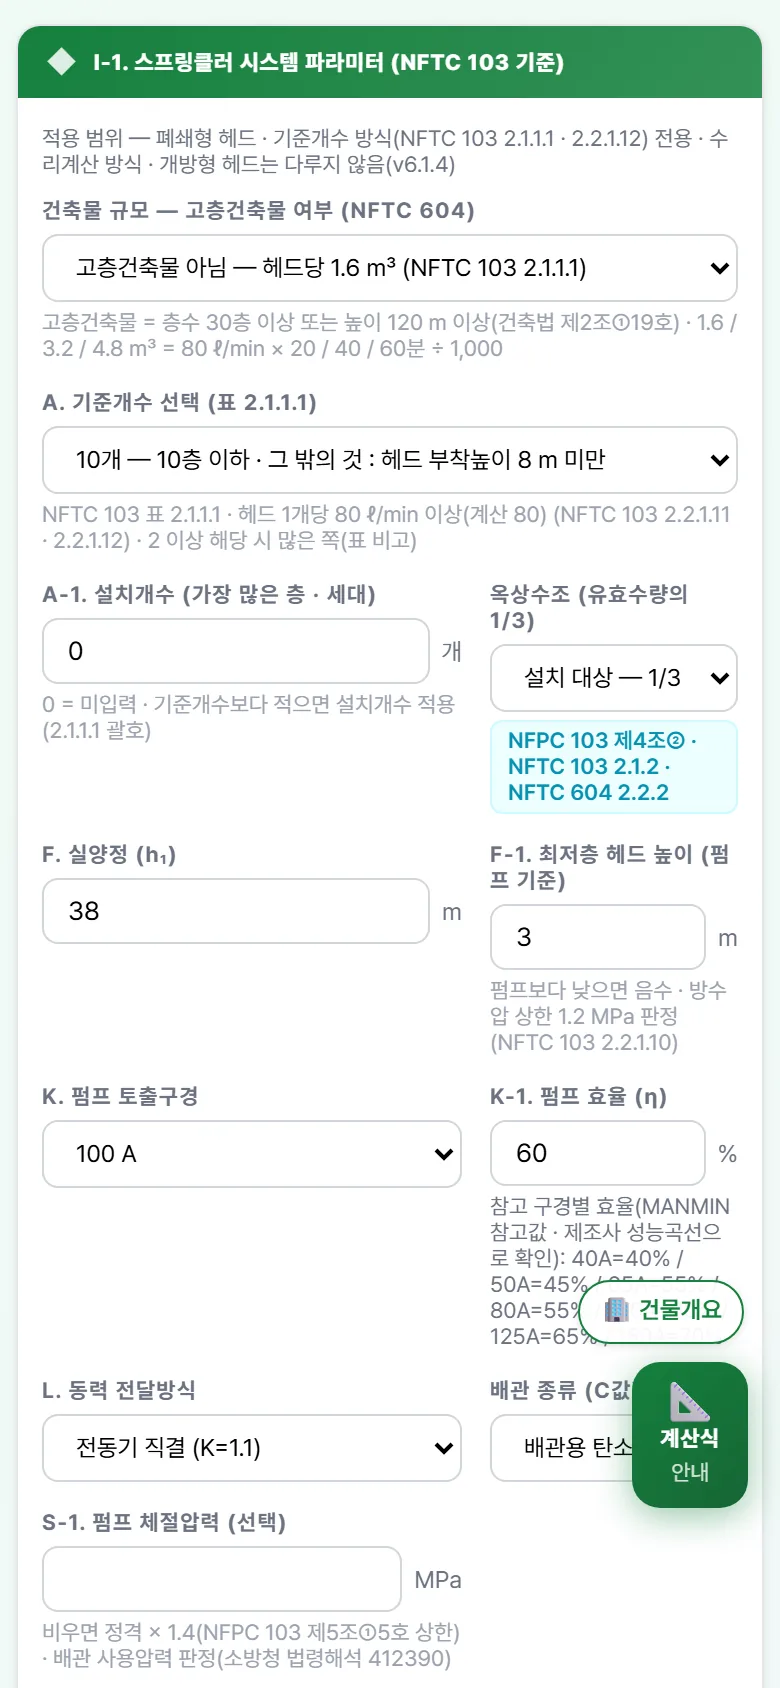 I-1. 스프링클러 시스템 파라미터 (NFTC 103 기준)
적용 범위 — 폐쇄형 헤드 · 기준개수 방식(NFTC 103 2.1.1.1 · 2.2.1.12) 전용 · 수
리계산 방식 · 개방형 헤드는 다루지 않음(v6.1.4)
건축물 규모 — 고층건축물 여부 (NFTC 604)
고층건축물 아님 — 헤드당 1.6 m³ (NFTC 103 2.1.1.1)
고층건축물 = 층수 30층 이상 또는 높이 120 m 이상(건축법 제2조①19호) · 1.6 /
3.2 / 4.8 m³ = 80 ℓ/min × 20 / 40 / 60분 ÷ 1,000
A. 기준개수 선택 (표 2.1.1.1)
10개 — 10층 이하 · 그 밖의 것 : 헤드 부착높이 8 m 미만
NFTC 103 표 2.1.1.1 · 헤드 1개당 80 ℓ/min 이상(계산 80) (NFTC 103 2.2.1.11
· 2.2.1.12) · 2 이상 해당 시 많은 쪽(표 비고)
A-1. 설치개수 (가장 많은 층 · 세대)
0 개
0 = 미입력 · 기준개수보다 적으면 설치개수 적용
(2.1.1.1 괄호)
옥상수조 (유효수량의
1/3)
설치 대상 — 1/3
NFPC 103 제4조② ·
NFTC 103 2.1.2 ·
NFTC 604 2.2.2
F. 실양정 (h₁)
38 m
F-1. 최저층 헤드 높이 (펌
프 기준)
3 m
펌프보다 낮으면 음수 · 방수
압 상한 1.2 MPa 판정
(NFTC 103 2.2.1.10)
K. 펌프 토출구경
100 A
K-1. 펌프 효율 (η)
60 %
참고 구경별 효율(MANMIN
참고값 · 제조사 성능곡선으
로 확인): 40A=40% /
50A=45% / 65A=55% /
80A=55%
125A=65%
건물개요
L. 동력 전달방식
전동기 직결 (K=1.1)
배관 종류 (C값
배관용 탄소
계산식
안내
S-1. 펌프 체절압력 (선택)
MPa
비우면 정격 × 1.4(NFPC 103 제5조①5호 상한)
· 배관 사용압력 판정(소방청 법령해석 412390)